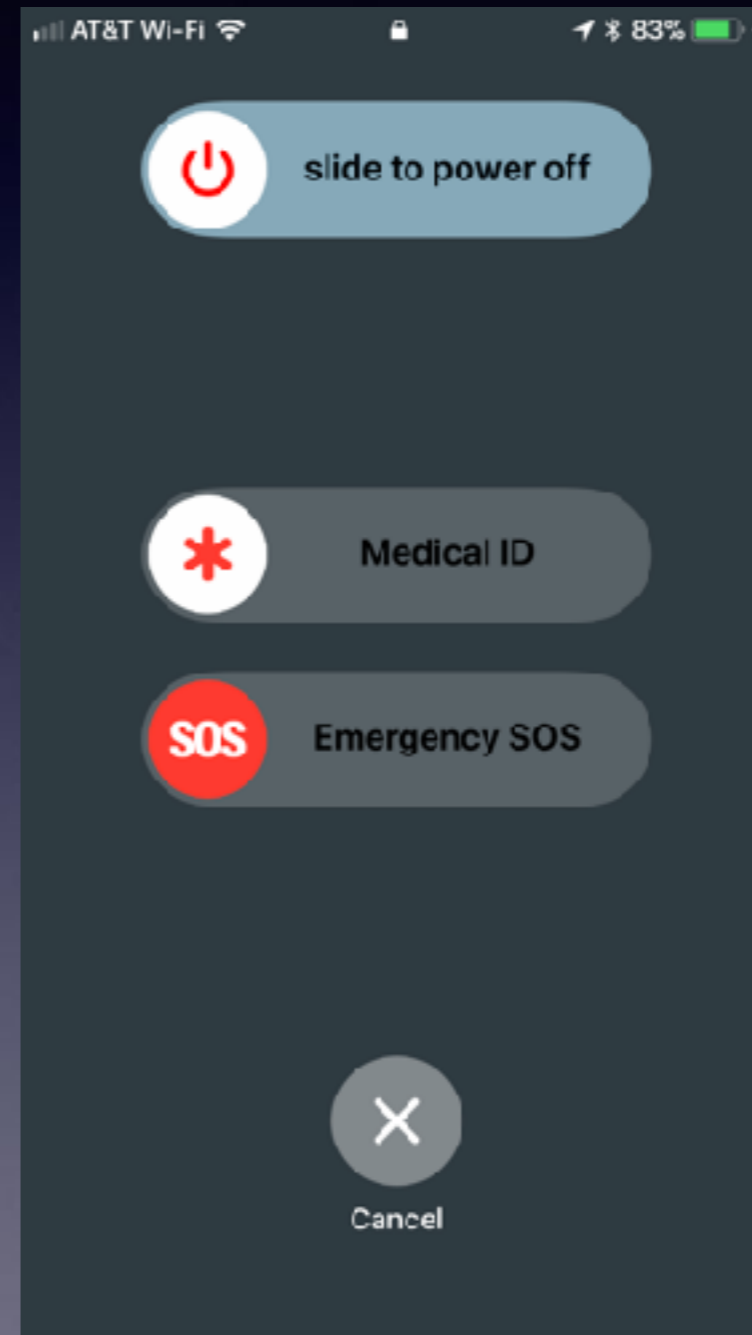 AT&T Wi-Fi 83%
slide to power off
Medical ID
SOS Emergency SOS
Cancel